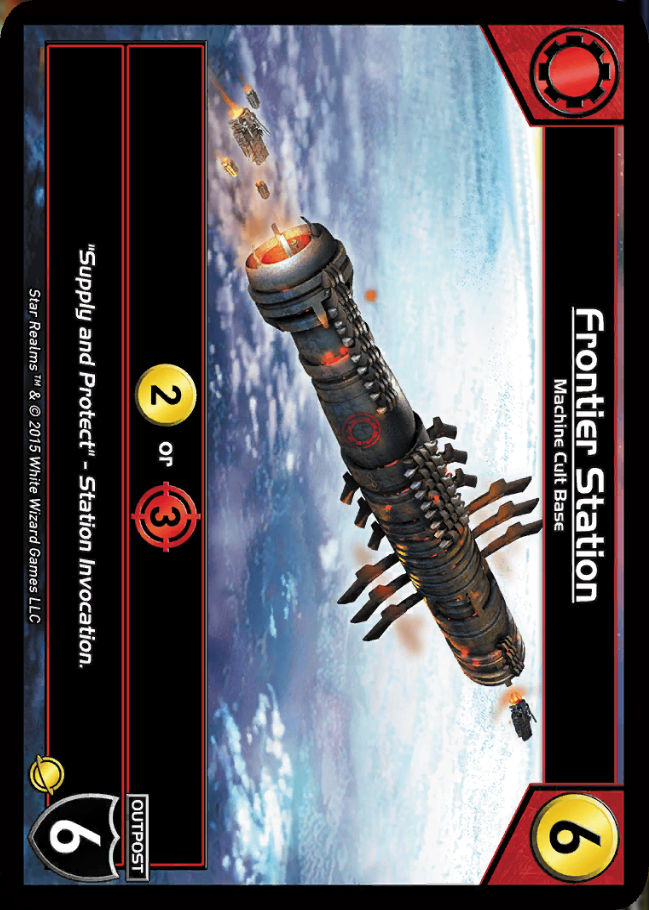 Frontier Station
Machine Cult Base
6
2 or 3
"Supply and Protect" - Station Invocation.
OUTPOST
6
Star Realms™ & © 2015 White Wizard Games LLC